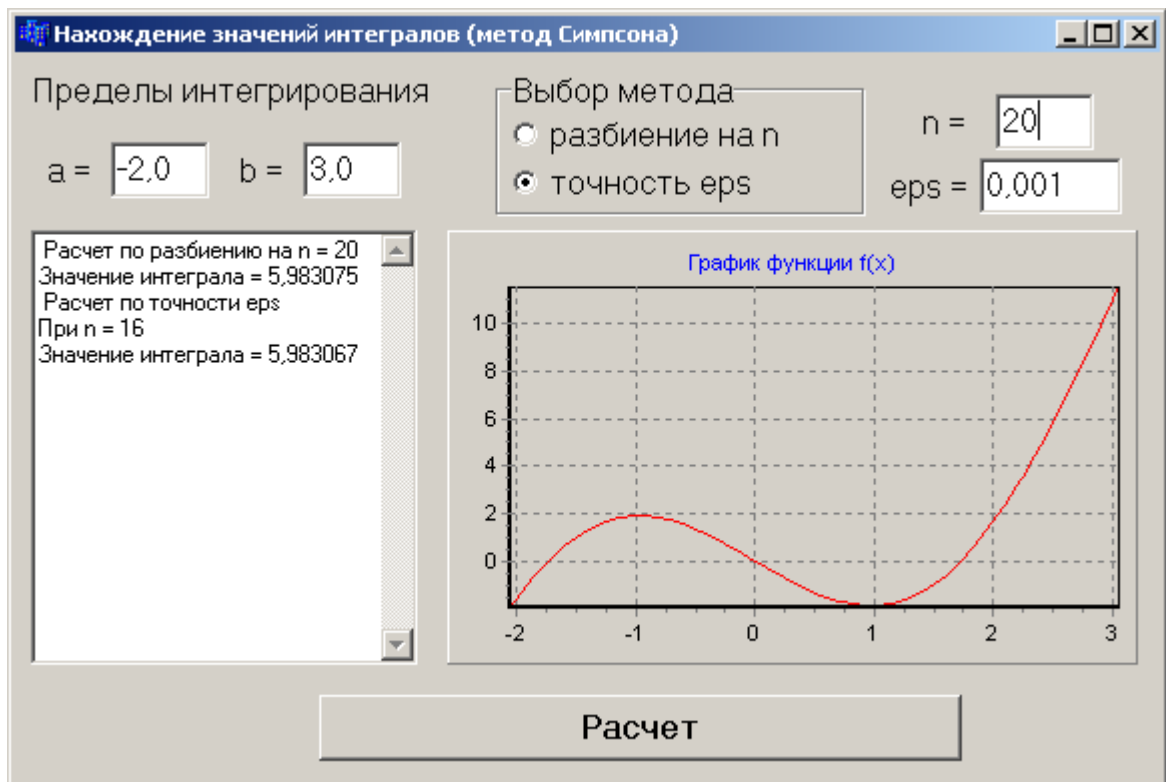 Нахождение значений интегралов (метод Симпсона)
Пределы интегрирования
a = -2,0 b = 3,0
Выбор метода
разбиение на n
точность eps
n = 20
eps = 0,001
Расчет по разбиению на n = 20
Значение интеграла = 5,983075
Расчет по точности eps
При n = 16
Значение интеграла = 5,983067
График функции f(x)
10
8
6
4
2
0
-2 -1 0 1 2 3
Расчет